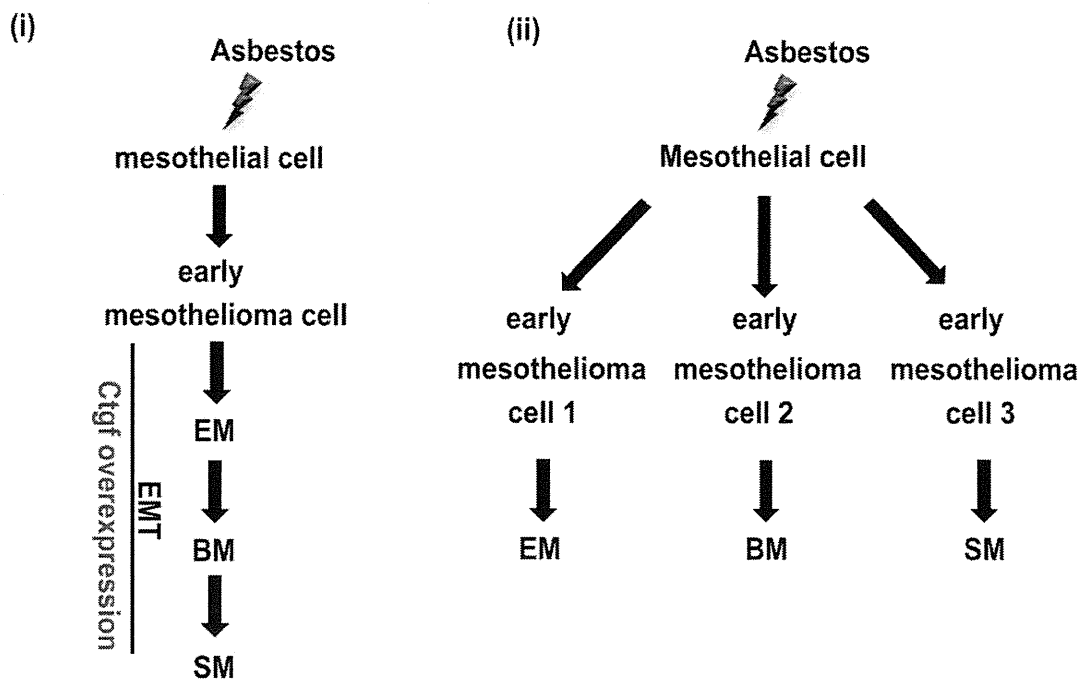 (i)
Asbestos
mesothelial cell
early
mesothelioma cell
Ctgf overexpression
EMT
EM
BM
SM
(ii)
Asbestos
Mesothelial cell
early
mesothelioma
cell 1
EM
early
mesothelioma
cell 2
BM
early
mesothelioma
cell 3
SM